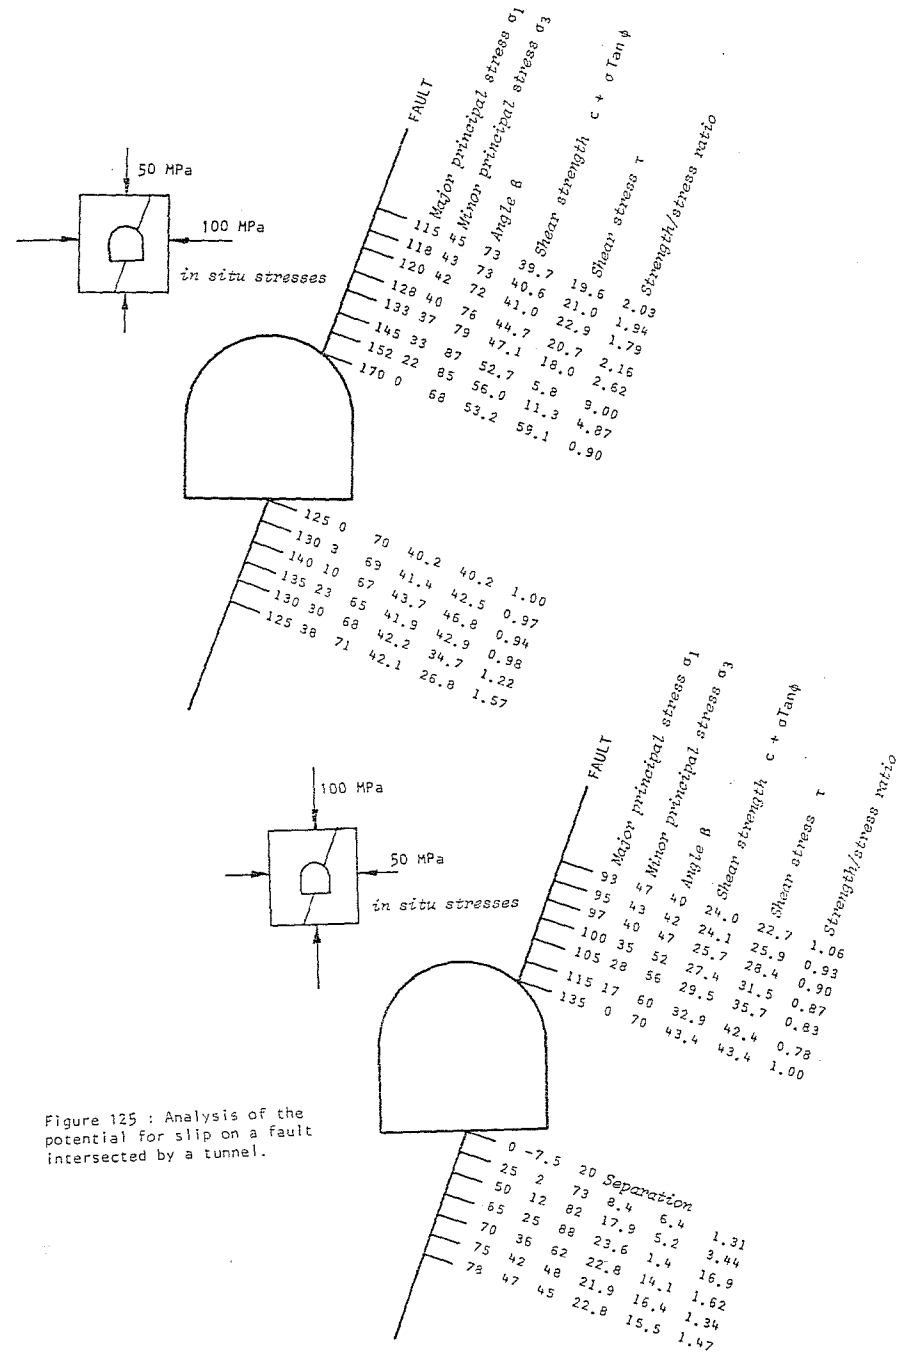 50 MPa
100 MPa
in situ stresses
FAULT
Major principal stress σ1
Minor principal stress σ3
Angle β
Shear strength c + σ Tan ϕ
Shear stress τ
Strength/stress ratio
115 45 73 39.7 19.6 2.03
118 43 73 40.6 21.0 1.94
120 42 72 41.0 22.9 1.79
128 40 76 44.7 20.7 2.16
133 37 79 47.1 18.0 2.62
145 33 87 52.7 5.8 9.00
152 22 85 56.0 11.3 4.87
170 0 68 53.2 59.1 0.90
125 0 70 40.2 40.2 1.00
130 3 69 41.4 42.5 0.97
140 10 67 43.7 46.8 0.94
135 23 65 41.9 42.9 0.98
130 30 68 42.2 34.7 1.22
125 38 71 42.1 26.8 1.57
100 MPa
50 MPa
in situ stresses
FAULT
Major principal stress σ1
Minor principal stress σ3
Angle β
Shear strength c + σTanϕ
Shear stress τ
Strength/stress ratio
93 47 40 24.0 22.7 1.06
95 43 42 24.1 25.9 0.93
97 40 47 25.7 28.4 0.90
100 35 52 27.4 31.5 0.87
105 28 56 29.5 35.7 0.83
115 17 60 32.9 42.4 0.78
135 0 70 43.4 43.4 1.00
Figure 125 : Analysis of the
potential for slip on a fault
intersected by a tunnel.
0 -7.5 20 Separation
25 2 73 8.4 6.4 1.31
50 12 82 17.9 5.2 3.44
65 25 88 23.6 1.4 16.9
70 36 62 22.8 14.1 1.62
75 42 48 21.9 16.4 1.34
78 47 45 22.8 15.5 1.47